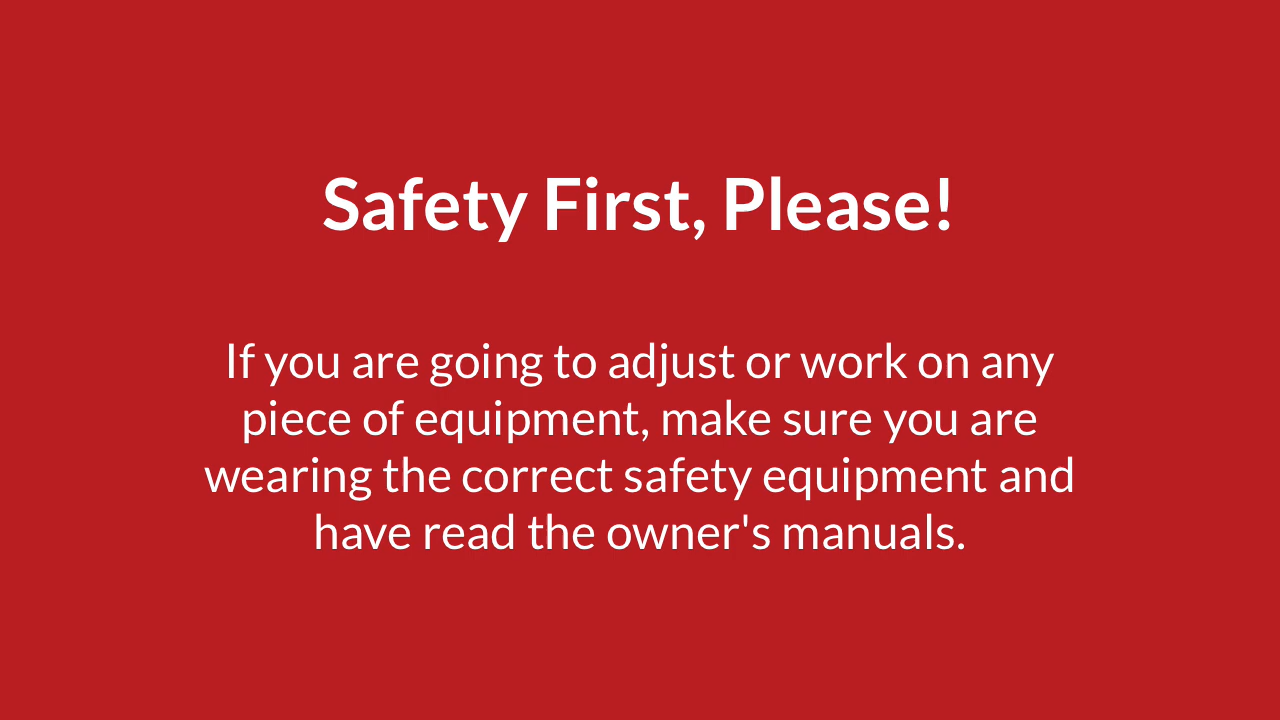 Safety First, Please!
If you are going to adjust or work on any
piece of equipment, make sure you are
wearing the correct safety equipment and
have read the owner's manuals.